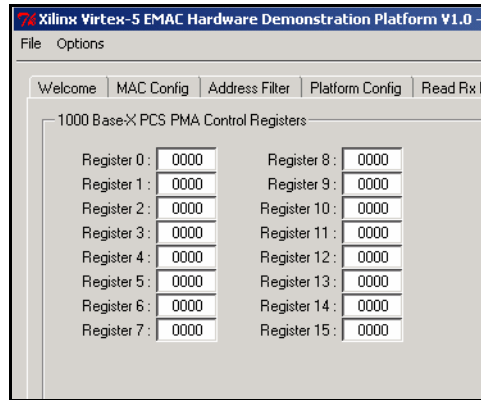 Xilinx Virtex-5 EMAC Hardware Demonstration Platform V1.0 -
File Options
Welcome MAC Config Address Filter Platform Config Read Rx
1000 Base-X PCS PMA Control Registers
Register 0 : 0000 Register 8 : 0000
Register 1 : 0000 Register 9 : 0000
Register 2 : 0000 Register 10 : 0000
Register 3 : 0000 Register 11 : 0000
Register 4 : 0000 Register 12 : 0000
Register 5 : 0000 Register 13 : 0000
Register 6 : 0000 Register 14 : 0000
Register 7 : 0000 Register 15 : 0000